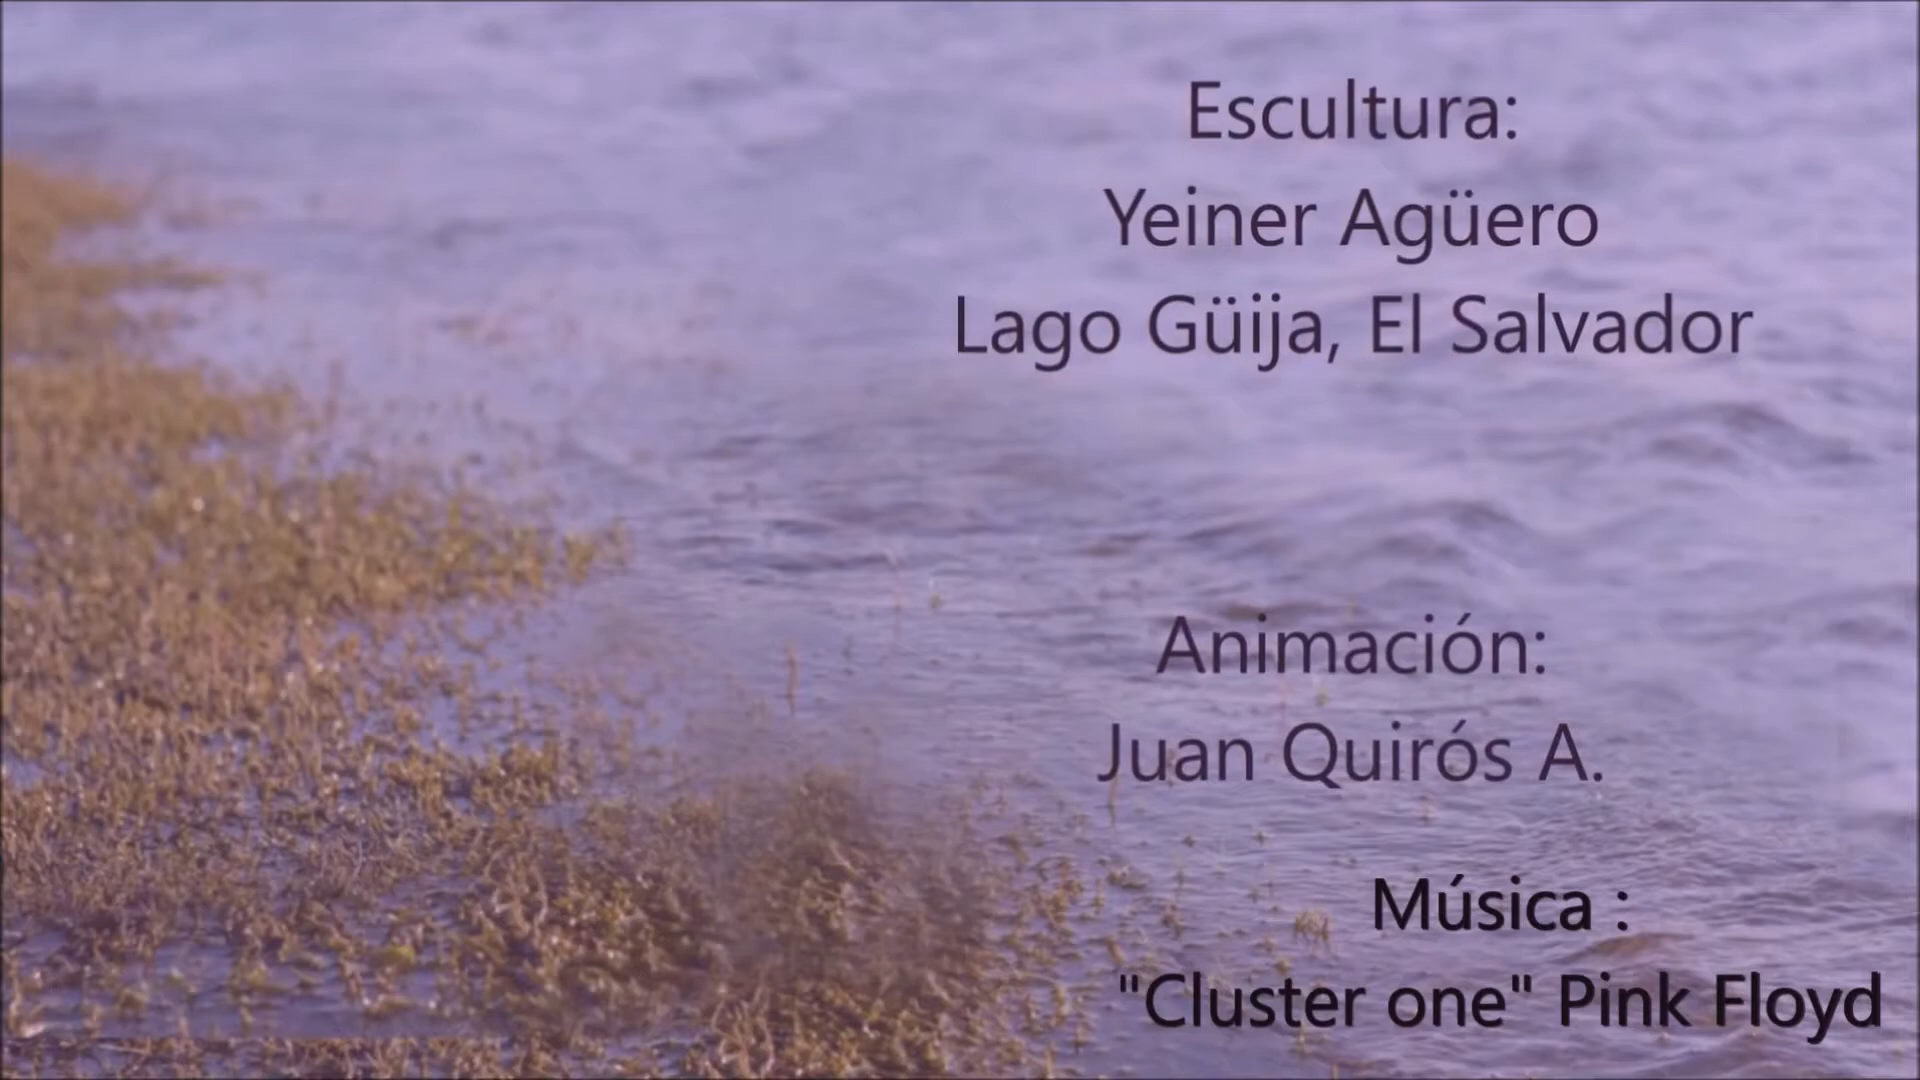 Escultura:
Yeiner Agüero
Lago Güija, El Salvador
Animación:
Juan Quirós A.
Música :
"Cluster one" Pink Floyd